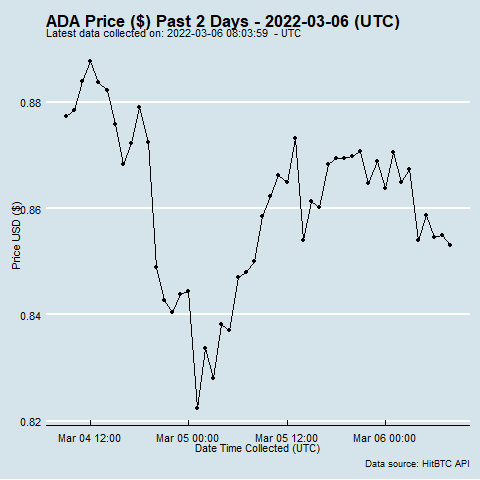 ADA Price ($) Past 2 Days - 2022-03-06 (UTC)
Latest data collected on: 2022-03-06 08:03:59 - UTC
0.88
0.86
0.84
0.82
Price USD ($)
Mar 04 12:00 Mar 05 00:00 Mar 05 12:00 Mar 06 00:00
Date Time Collected (UTC)
Data source: HitBTC API